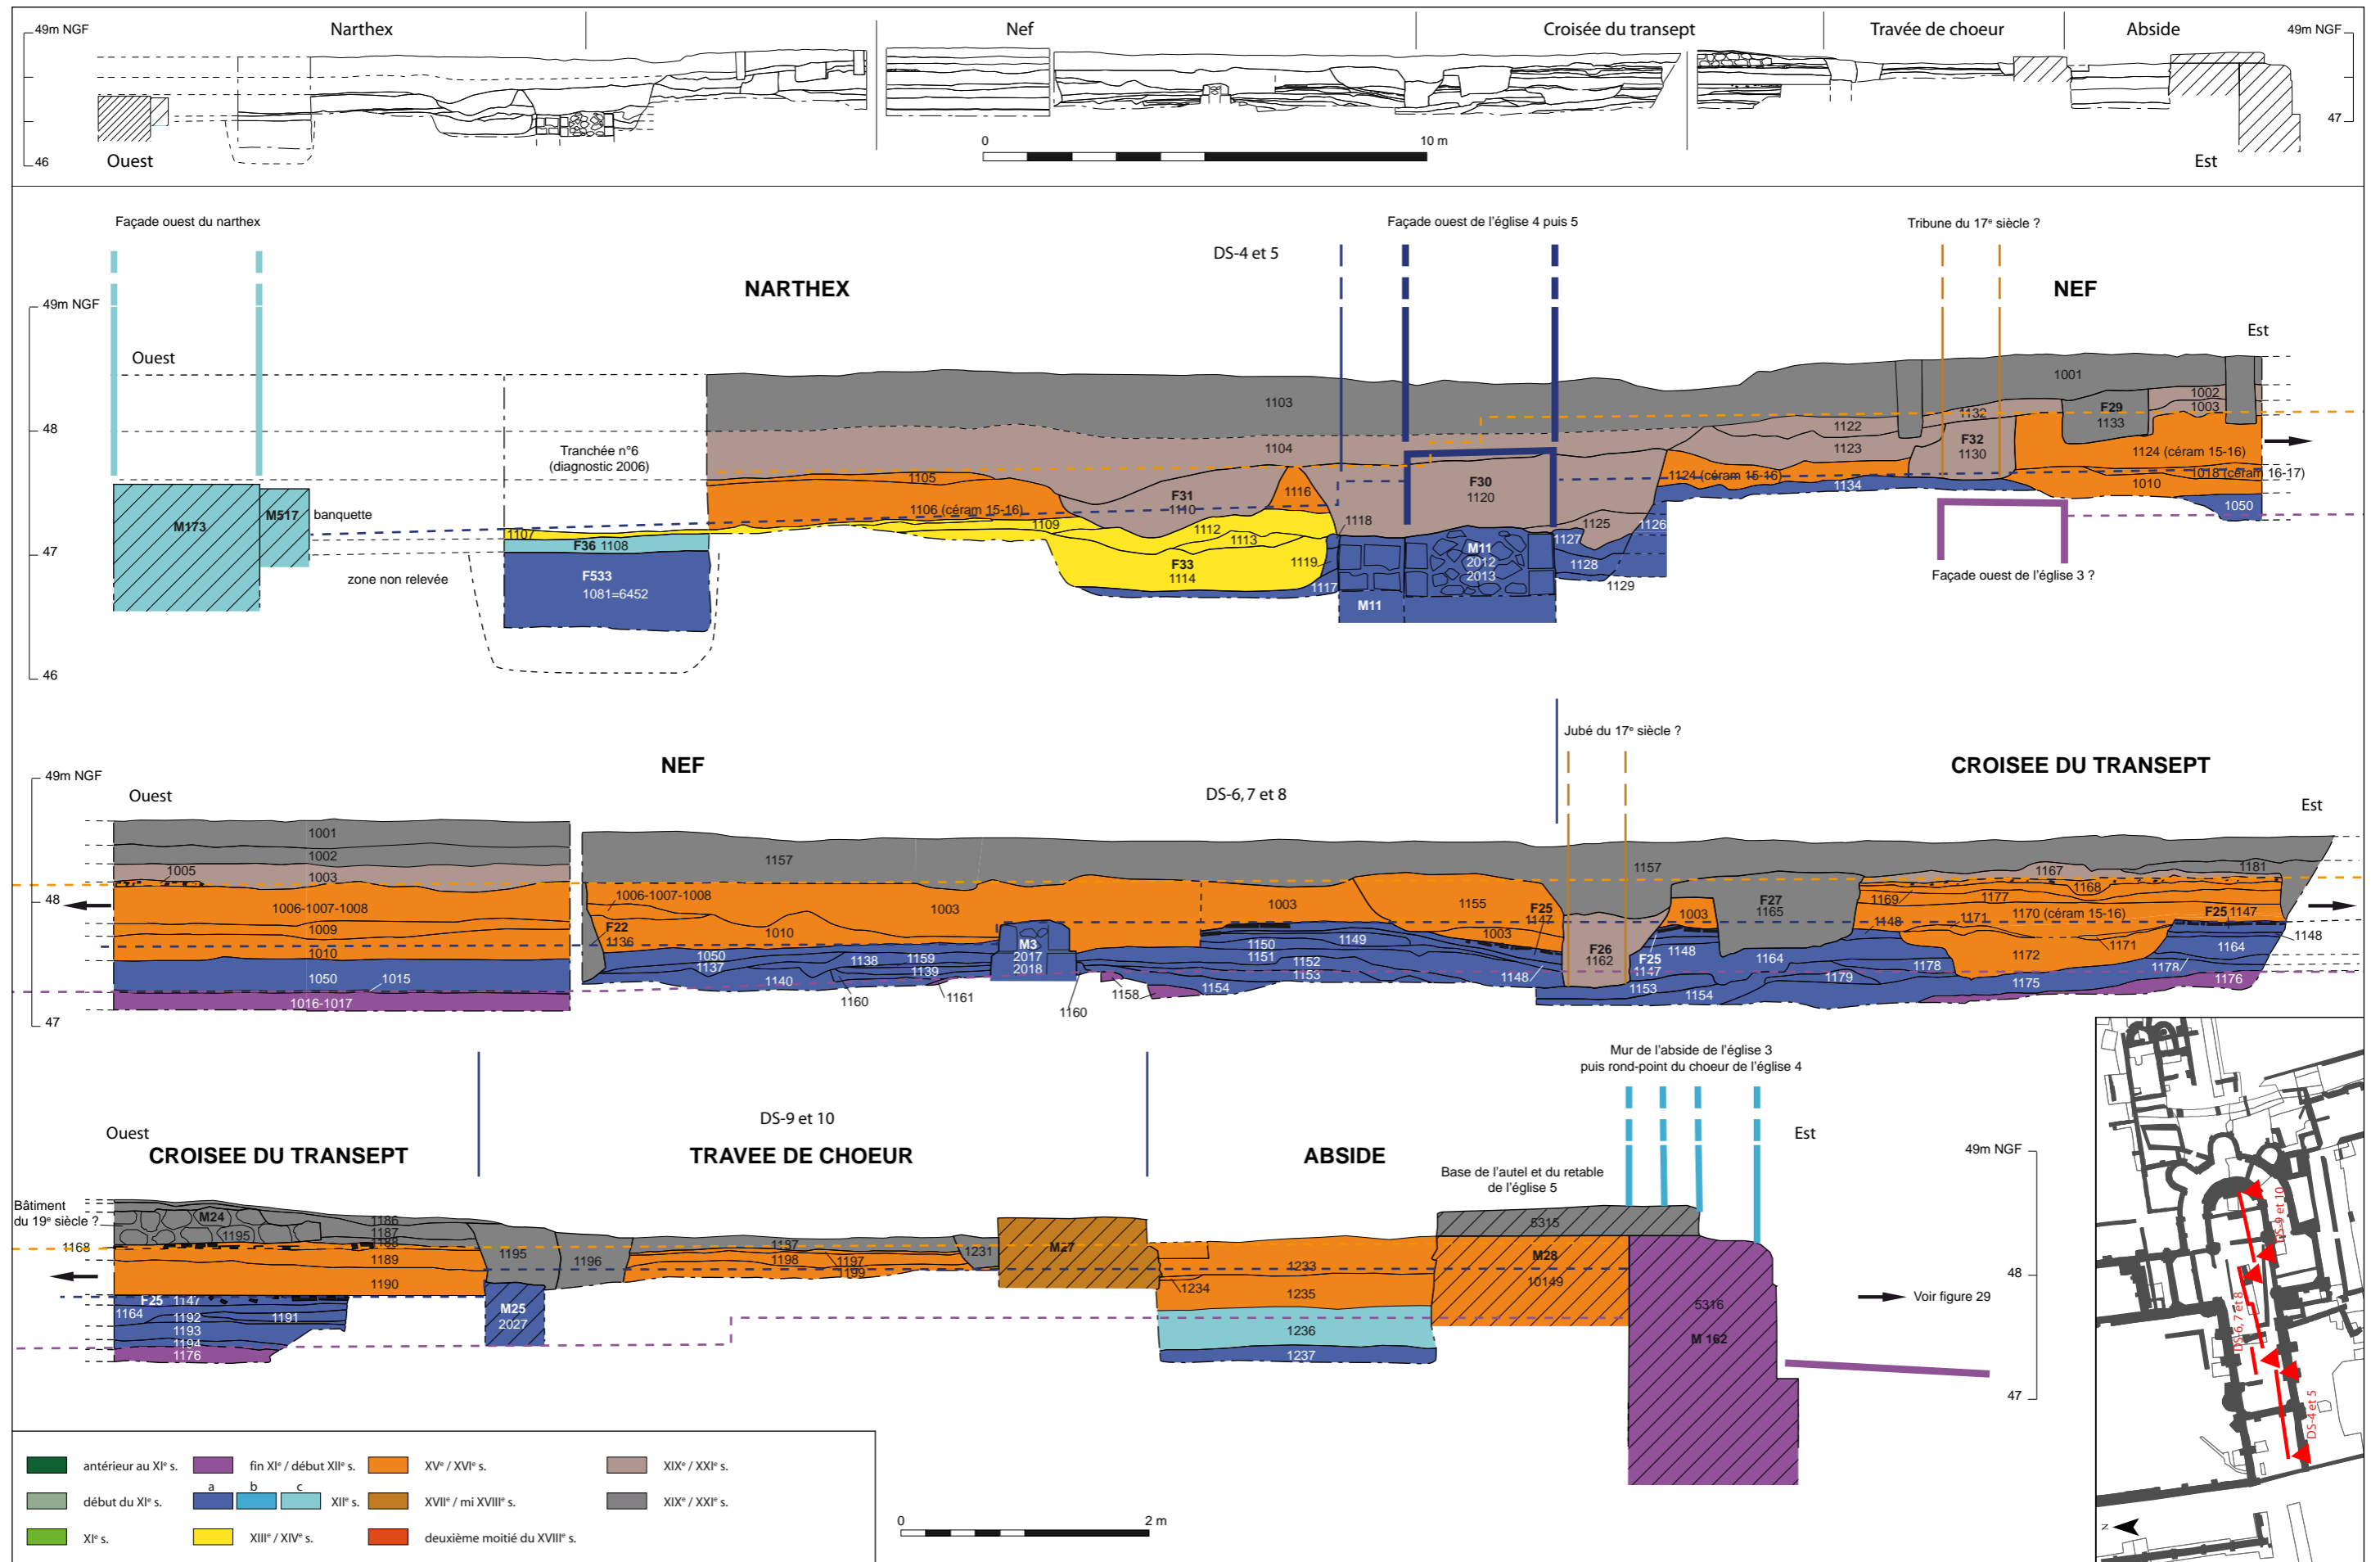 49m NGF
Narthex
Nef
Croisée du transept
Travée de choeur
Abside
49m NGF
47
46
Ouest
0
10 m
Est
Façade ouest du narthex
Façade ouest de l'église 4 puis 5
Tribune du 17e siècle ?
DS-4 et 5
NARTHEX
NEF
49m NGF
Ouest
Est
1103
1001
1002
1003
F29
1133
1132
48
1104
1122
1123
F32
1130
Tranchée n°6
(diagnostic 2006)
1105
1124 (céram 15-16)
1124 (céram 15-16)
1018 (céram 16-17)
1010
F31
1110
1116
F30
1120
1134
1050
M173
M517
banquette
1106 (céram 15-16)
1109
1112
1113
1118
1125
1126
1107
F36 1108
47
1127
M11
2012
2013
zone non relevée
F533
1081=6452
F33
1114
1119
1117
1128
1129
M11
Façade ouest de l'église 3 ?
46
Jubé du 17e siècle ?
49m NGF
NEF
CROISEE DU TRANSEPT
Ouest
DS-6, 7 et 8
Est
1001
1002
1005
1003
1157
1157
1167
1181
48
1006-1007-1008
1006-1007-1008
1003
1003
1155
F25
1147
1003
F27
1165
1169
1177
1168
1170 (céram 15-16)
F25 1147
1009
1010
F22
1136
1010
1003
1148
1171
1148
1050
1015
1050
1137
1138
1159
1139
1140
M3
2017
2018
1150
1149
1151
1152
1153
1148
F26
1162
F25
1147
1148
1164
1172
1171
1164
1178
1179
1178
1016-1017
1160
1161
1160
1158
1154
1153
1154
1175
1176
47
Mur de l'abside de l'église 3
puis rond-point du choeur de l'église 4
DS-9 et 10
Ouest
CROISEE DU TRANSEPT
TRAVEE DE CHOEUR
ABSIDE
Est
49m NGF
Base de l'autel et du retable
de l'église 5
Bâtiment
du 19e siècle ?
M24
1195
1186
1187
1188
1168
1189
1190
1195
1196
1187
1198
1197
1199
1231
M27
5315
M28
10149
1233
1234
1235
48
F25 1147
1164
1192
1191
1193
1194
1176
M25
2027
1236
1237
5316
M 162
Voir figure 29
47
DS-9 et 10
DS-6, 7 et 8
DS-4 et 5
N
antérieur au XIe s.
fin XIe / début XIIe s.
XVe / XVIe s.
XIXe / XXIe s.
début du XIe s.
a
b
c
XIIe s.
XVIIe / mi XVIIIe s.
XIXe / XXIe s.
XIe s.
XIIIe / XIVe s.
deuxième moitié du XVIIIe s.
0
2 m